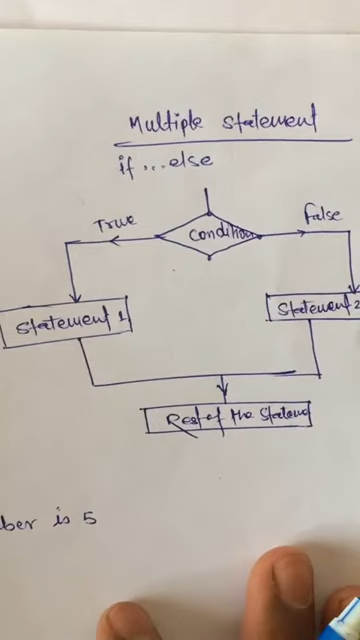 Multiple statement
if...else
True
False
Condition
Statement 1
Statement 2
Rest of the Statement
ber is 5